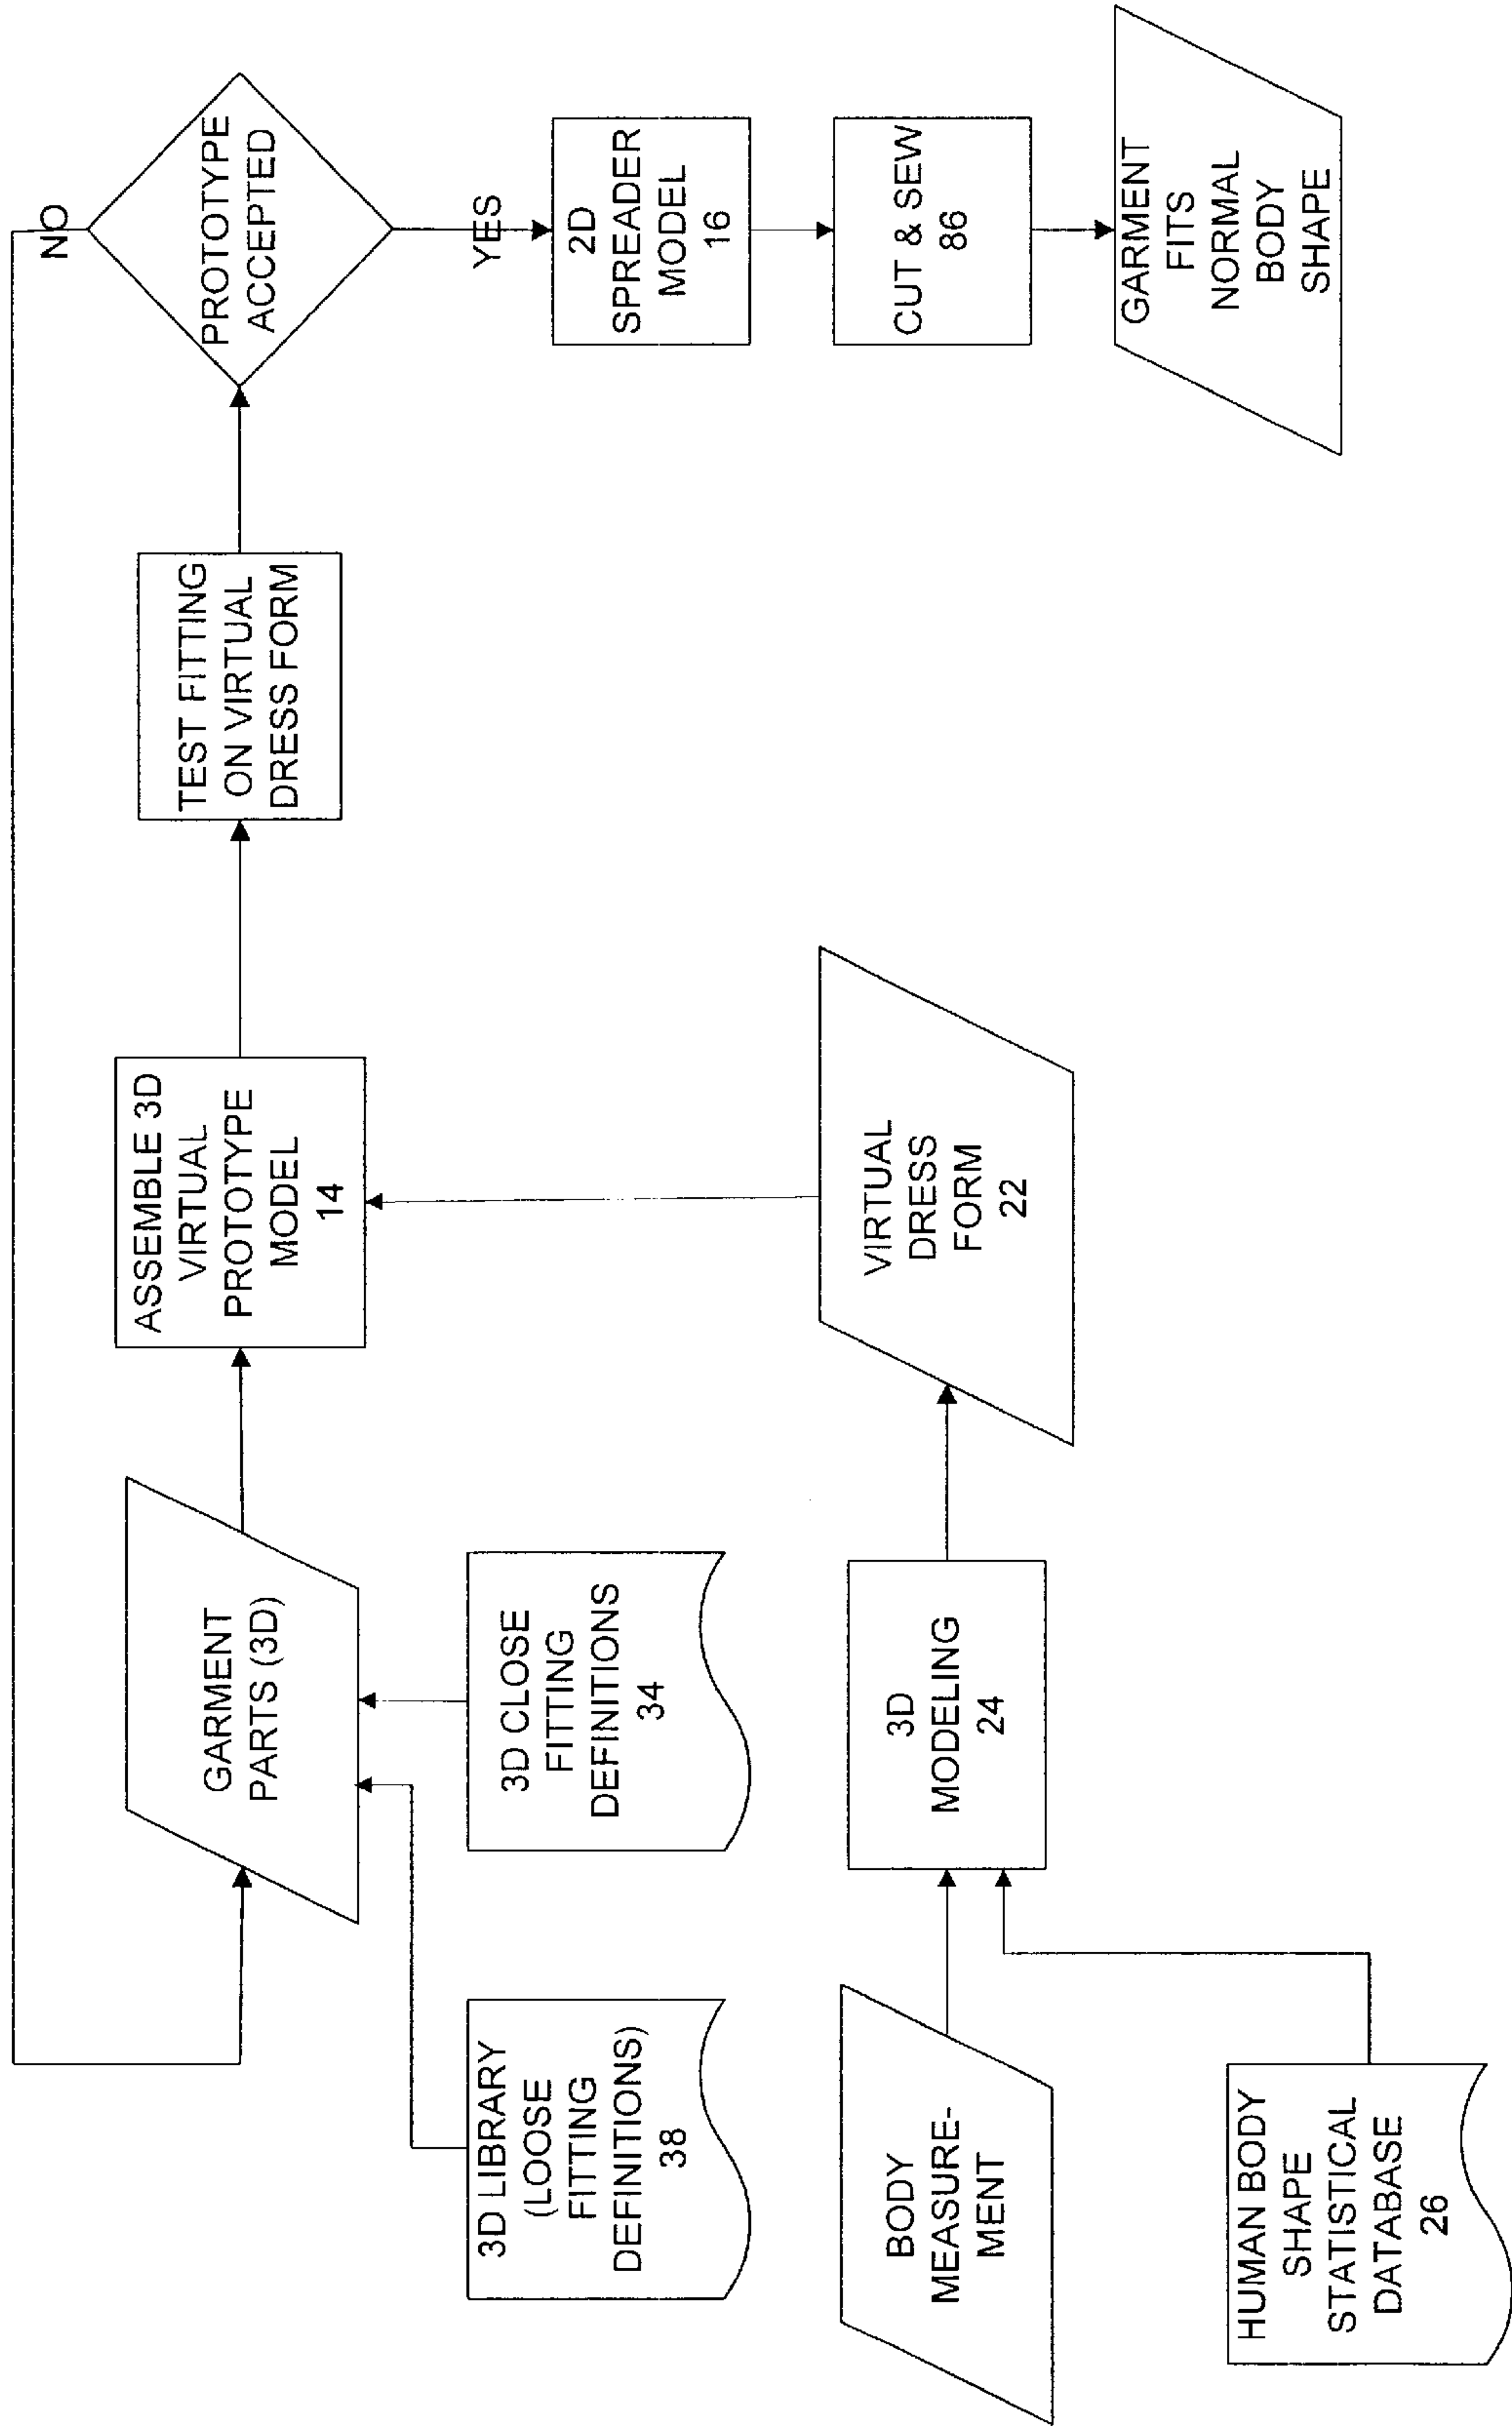 3D LIBRARY
(LOOSE
FITTING
DEFINITIONS)
38
GARMENT
PARTS (3D)
3D CLOSE
FITTING
DEFINITIONS
34
ASSEMBLE 3D
VIRTUAL
PROTOTYPE
MODEL
14
TEST FITTING
ON VIRTUAL
DRESS FORM
PROTOTYPE
ACCEPTED
NO
YES
2D
SPREADER
MODEL
16
CUT & SEW
86
GARMENT
FITS
NORMAL
BODY
SHAPE
BODY
MEASURE-
MENT
HUMAN BODY
SHAPE
STATISTICAL
DATABASE
26
3D
MODELING
24
VIRTUAL
DRESS
FORM
22